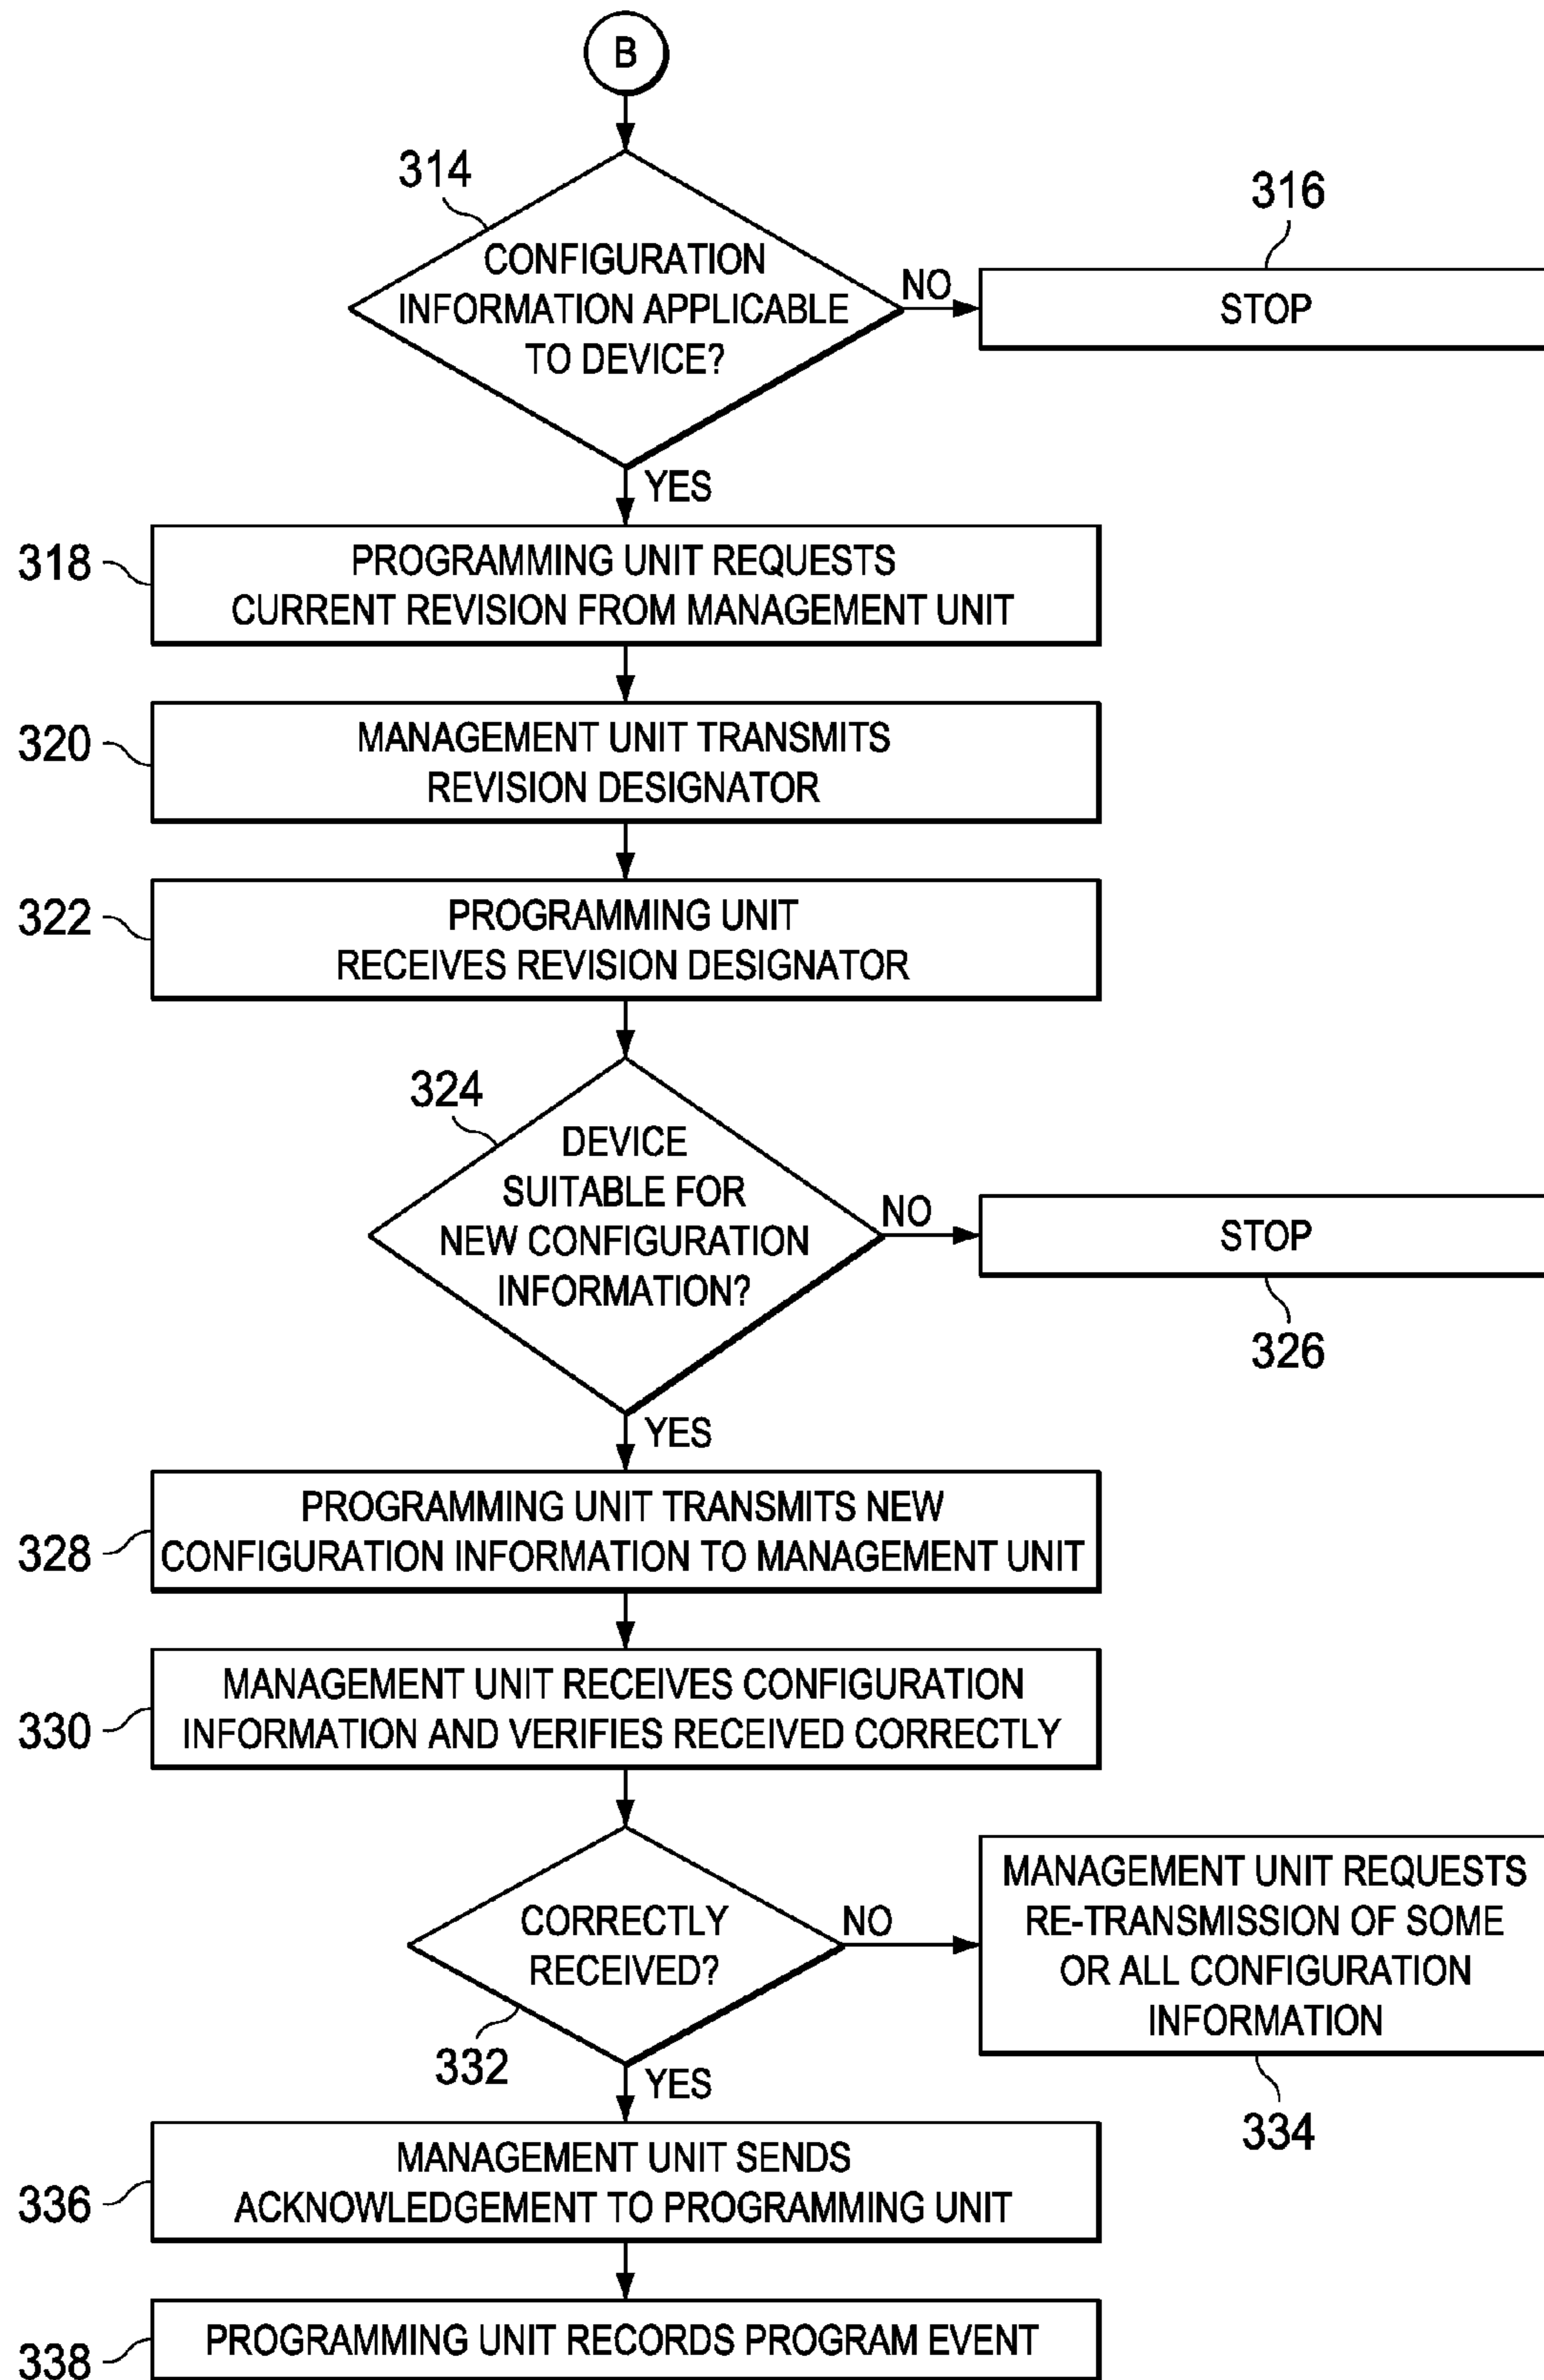 B
314
CONFIGURATION
INFORMATION APPLICABLE
TO DEVICE?
NO
316
STOP
YES
318
PROGRAMMING UNIT REQUESTS
CURRENT REVISION FROM MANAGEMENT UNIT
320
MANAGEMENT UNIT TRANSMITS
REVISION DESIGNATOR
322
PROGRAMMING UNIT
RECEIVES REVISION DESIGNATOR
324
DEVICE
SUITABLE FOR
NEW CONFIGURATION
INFORMATION?
NO
STOP
326
YES
328
PROGRAMMING UNIT TRANSMITS NEW
CONFIGURATION INFORMATION TO MANAGEMENT UNIT
330
MANAGEMENT UNIT RECEIVES CONFIGURATION
INFORMATION AND VERIFIES RECEIVED CORRECTLY
CORRECTLY
RECEIVED?
332
NO
MANAGEMENT UNIT REQUESTS
RE-TRANSMISSION OF SOME
OR ALL CONFIGURATION
INFORMATION
334
YES
336
MANAGEMENT UNIT SENDS
ACKNOWLEDGEMENT TO PROGRAMMING UNIT
338
PROGRAMMING UNIT RECORDS PROGRAM EVENT